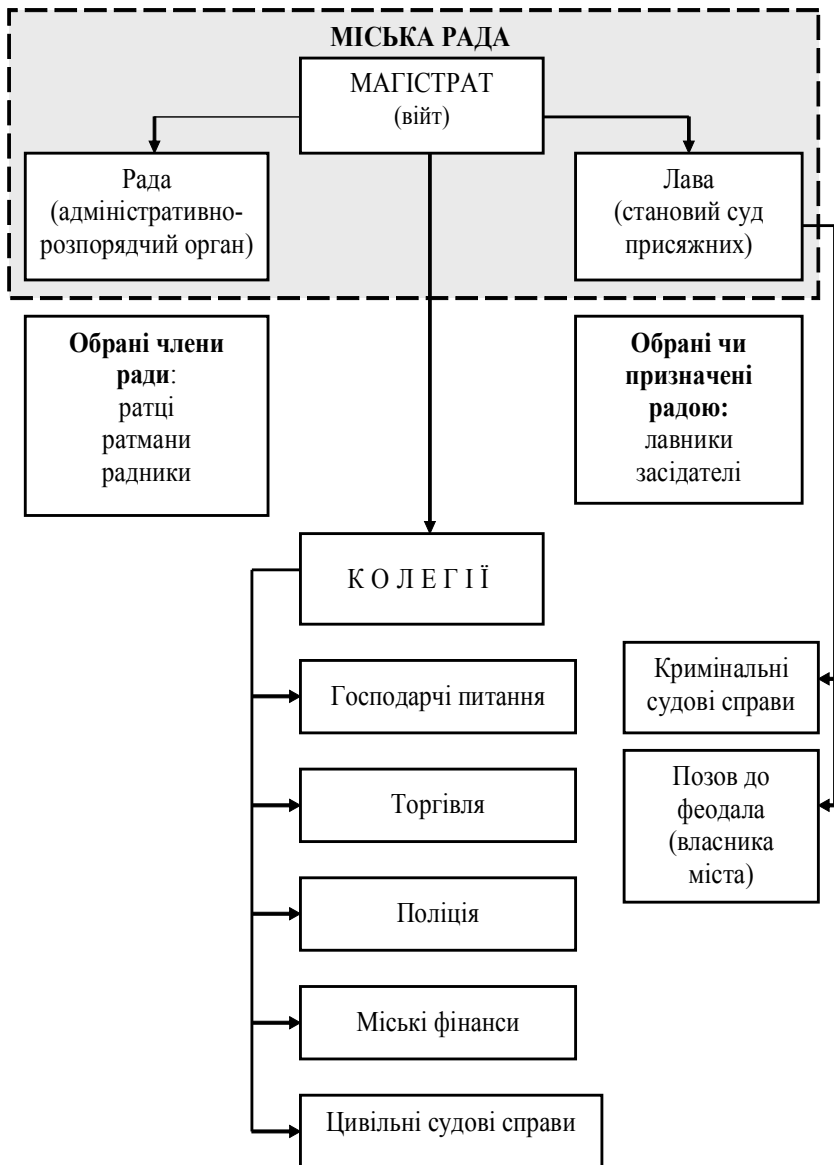 МІСЬКА РАДА
МАГІСТРАТ
(війт)
Рада
(адміністративно-
розпорядчий орган)
Лава
(становий суд
присяжних)
Обрані члени
ради:
ратці
ратмани
радники
Обрані чи
призначені
радою:
лавники
засідателі
К О Л Е Г І Ї
Господарчі питання
Торгівля
Поліція
Міські фінанси
Цивільні судові справи
Кримінальні
судові справи
Позов до
феодала
(власника
міста)